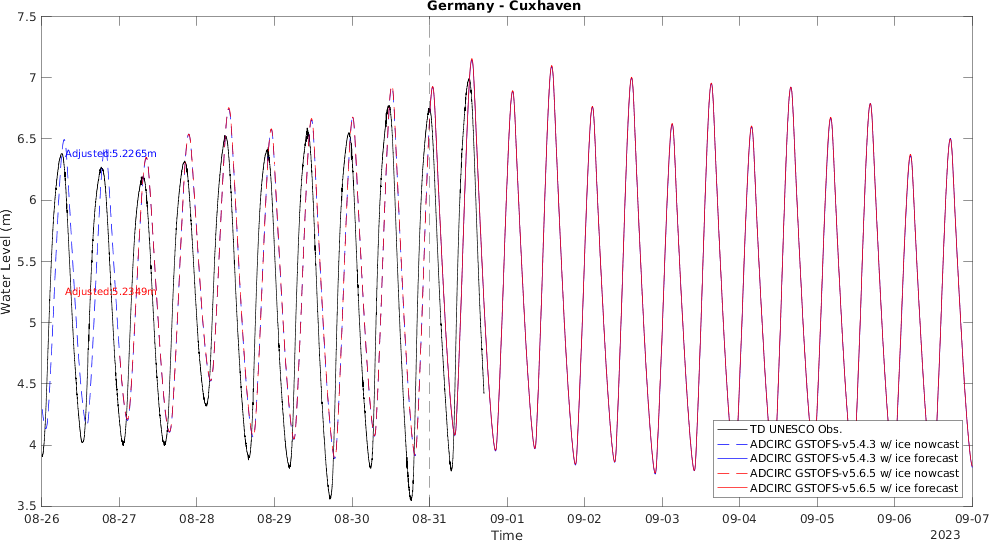 Germany - Cuxhaven
7.5
7
6.5
6
5.5
5
4.5
4
3.5
Water Level (m)
Adjusted:5.2265m
Adjusted:5.2349m
TD UNESCO Obs.
ADCIRC GSTOFS-v5.4.3 w/ ice nowcast
ADCIRC GSTOFS-v5.4.3 w/ ice forecast
ADCIRC GSTOFS-v5.6.5 w/ ice nowcast
ADCIRC GSTOFS-v5.6.5 w/ ice forecast
08-26 08-27 08-28 08-29 08-30 08-31 09-01 09-02 09-03 09-04 09-05 09-06 09-07
Time
2023